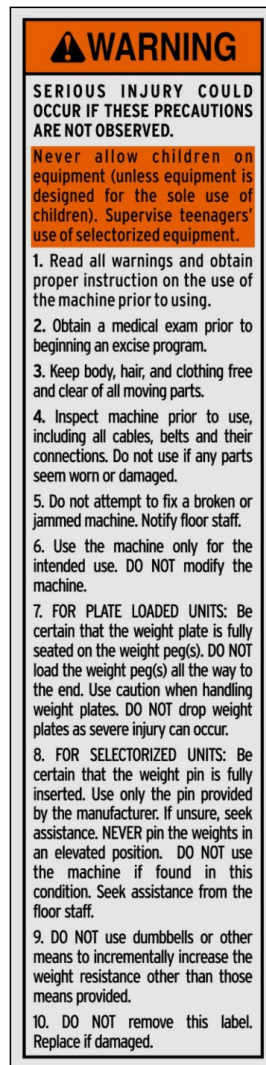 WARNING
SERIOUS INJURY COULD
OCCUR IF THESE PRECAUTIONS
ARE NOT OBSERVED.
Never allow children on
equipment (unless equipment is
designed for the sole use of
children). Supervise teenagers'
use of selectorized equipment.
1. Read all warnings and obtain
proper instruction on the use of
the machine prior to using.
2. Obtain a medical exam prior to
beginning an excise program.
3. Keep body, hair, and clothing free
and clear of all moving parts.
4. Inspect machine prior to use,
including all cables, belts and their
connections. Do not use if any parts
seem worn or damaged.
5. Do not attempt to fix a broken or
jammed machine. Notify floor staff.
6. Use the machine only for the
intended use. DO NOT modify the
machine.
7. FOR PLATE LOADED UNITS: Be
certain that the weight plate is fully
seated on the weight peg(s). DO NOT
load the weight peg(s) all the way to
the end. Use caution when handling
weight plates. DO NOT drop weight
plates as severe injury can occur.
8. FOR SELECTORIZED UNITS: Be
certain that the weight pin is fully
inserted. Use only the pin provided
by the manufacturer. If unsure, seek
assistance. NEVER pin the weights in
an elevated position. DO NOT use
the machine if found in this
condition. Seek assistance from the
floor staff.
9. DO NOT use dumbbells or other
means to incrementally increase the
weight resistance other than those
means provided.
10. DO NOT remove this label.
Replace if damaged.